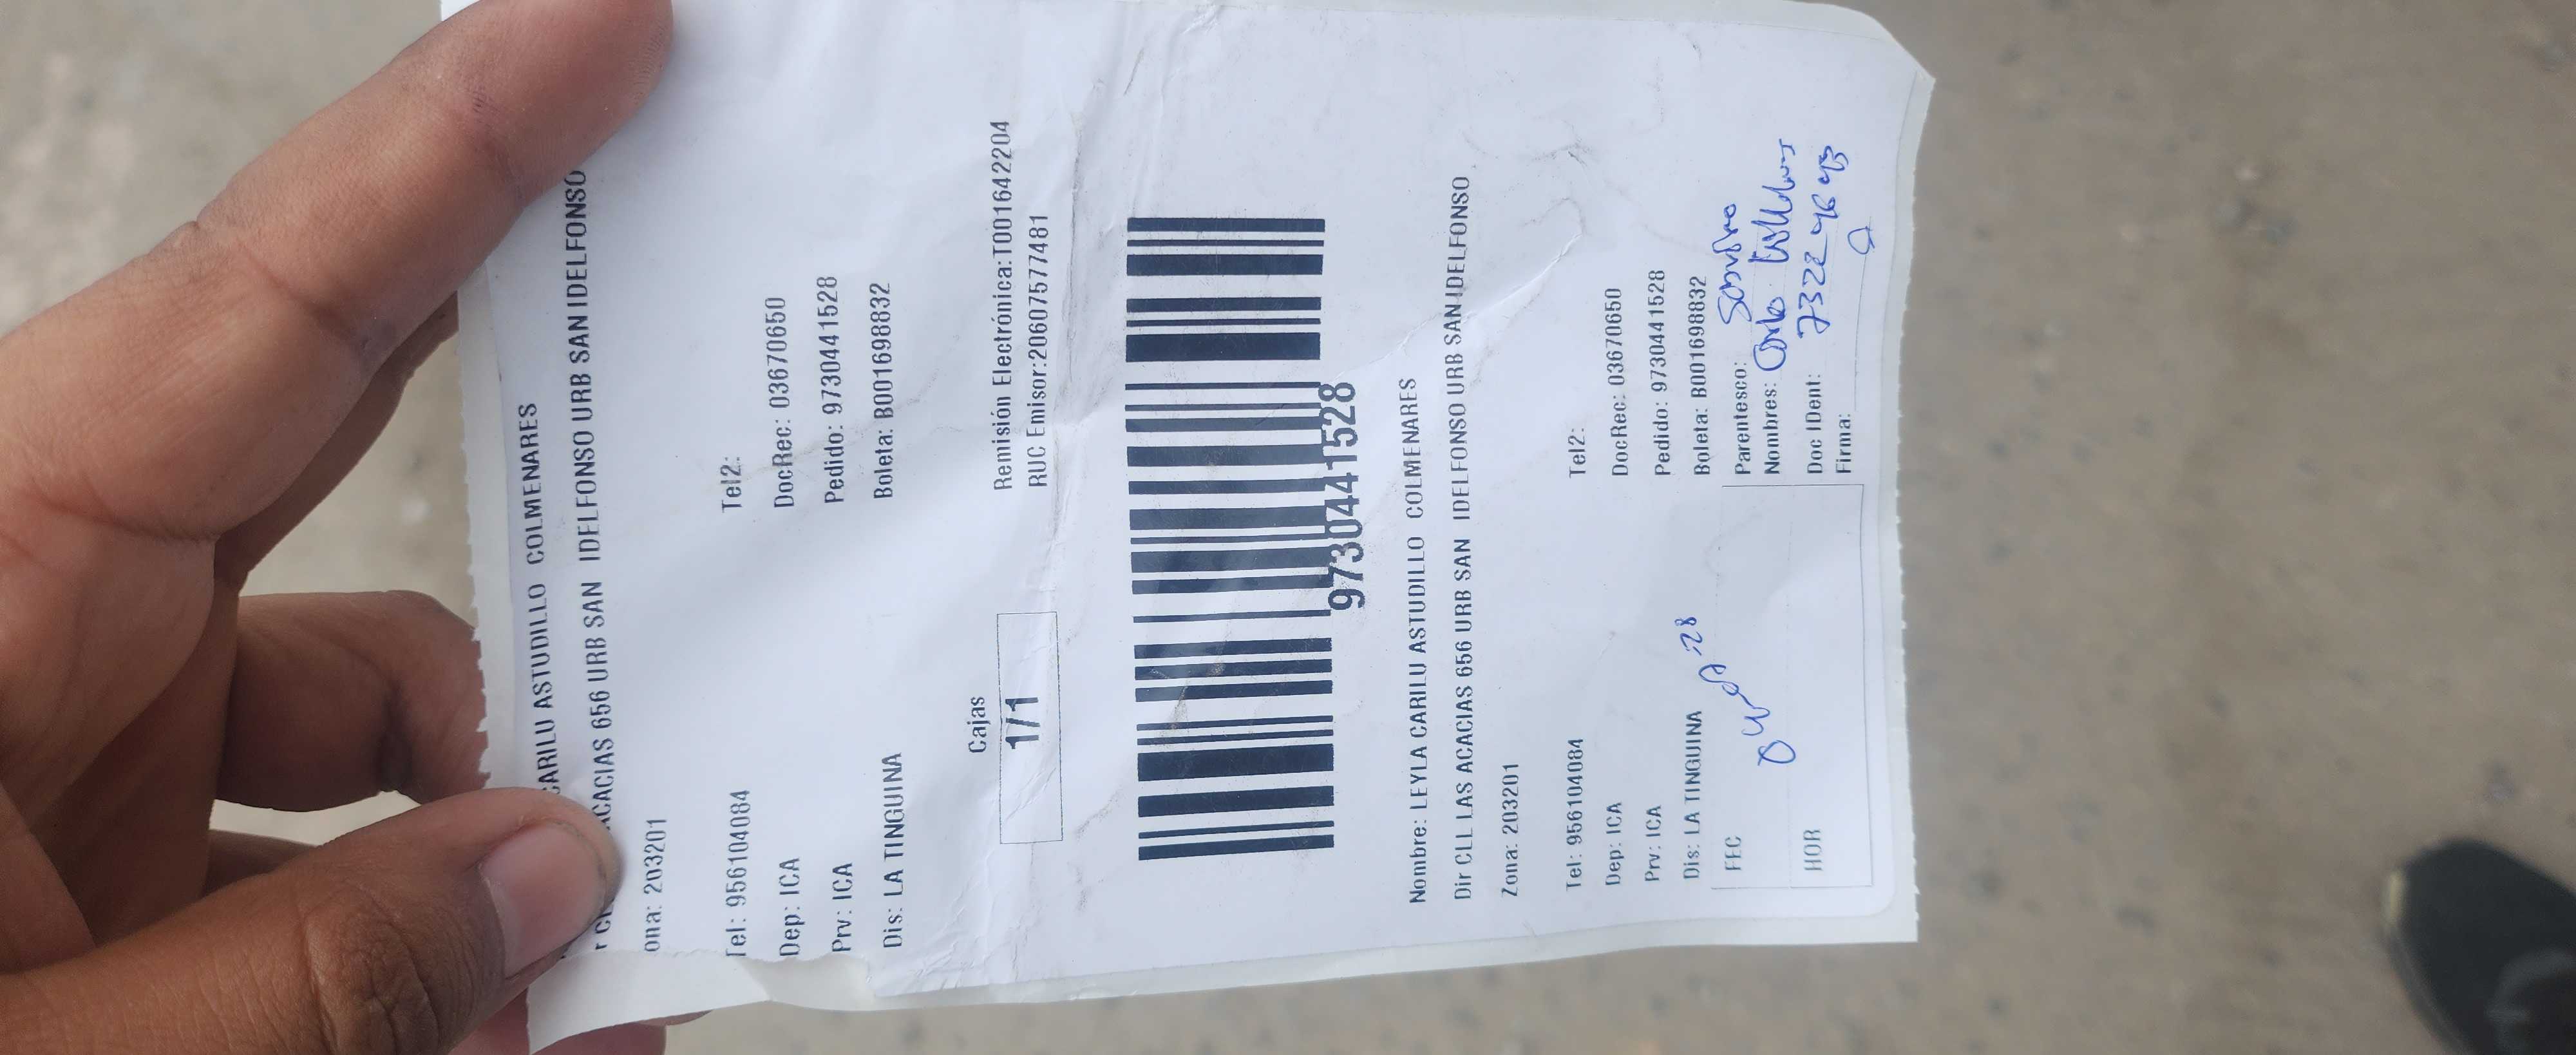 CARILU ASTUDILLO COLMENARES
ACACIAS 656 URB SAN IDELFONSO URB SAN IDELFONSO
ona: 203201
Tel: 956104084 Tel2:
Dep: ICA DocRec: 03670650
Prv: ICA Pedido: 9730441528
Dis: LA TINGUINA Boleta: B001698832
Cajas
1/1
Remisión Electrónica:T001642204
RUC Emisor:20607577481
9730441528
Nombre: LEYLA CARILU ASTUDILLO COLMENARES
Dir CLL LAS ACACIAS 656 URB SAN IDELFONSO URB SAN IDELFONSO
Zona: 203201
Tel: 956104084 Tel2:
Dep: ICA DocRec: 03670650
Prv: ICA Pedido: 9730441528
Dis: LA TINGUINA Boleta: B001698832
FEC
HOR
Parentesco: Sobrino
Nombres:
Doc IDent:
Firma: